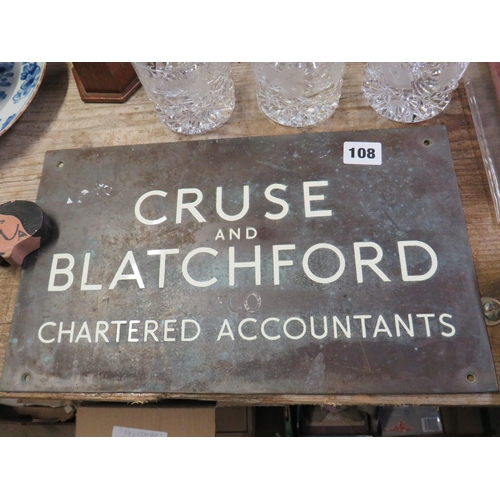 108
CRUSE
AND
BLATCHFORD
CHARTERED ACCOUNTANTS